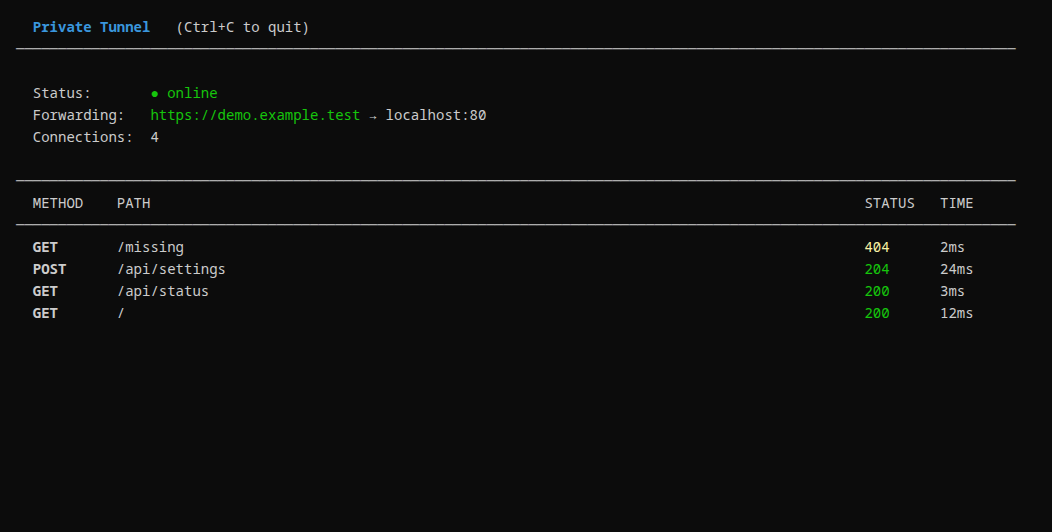 Private Tunnel (Ctrl+C to quit)
Status: ● online
Forwarding: https://demo.example.test → localhost:80
Connections: 4
METHOD PATH STATUS TIME
GET /missing 404 2ms
POST /api/settings 204 24ms
GET /api/status 200 3ms
GET / 200 12ms